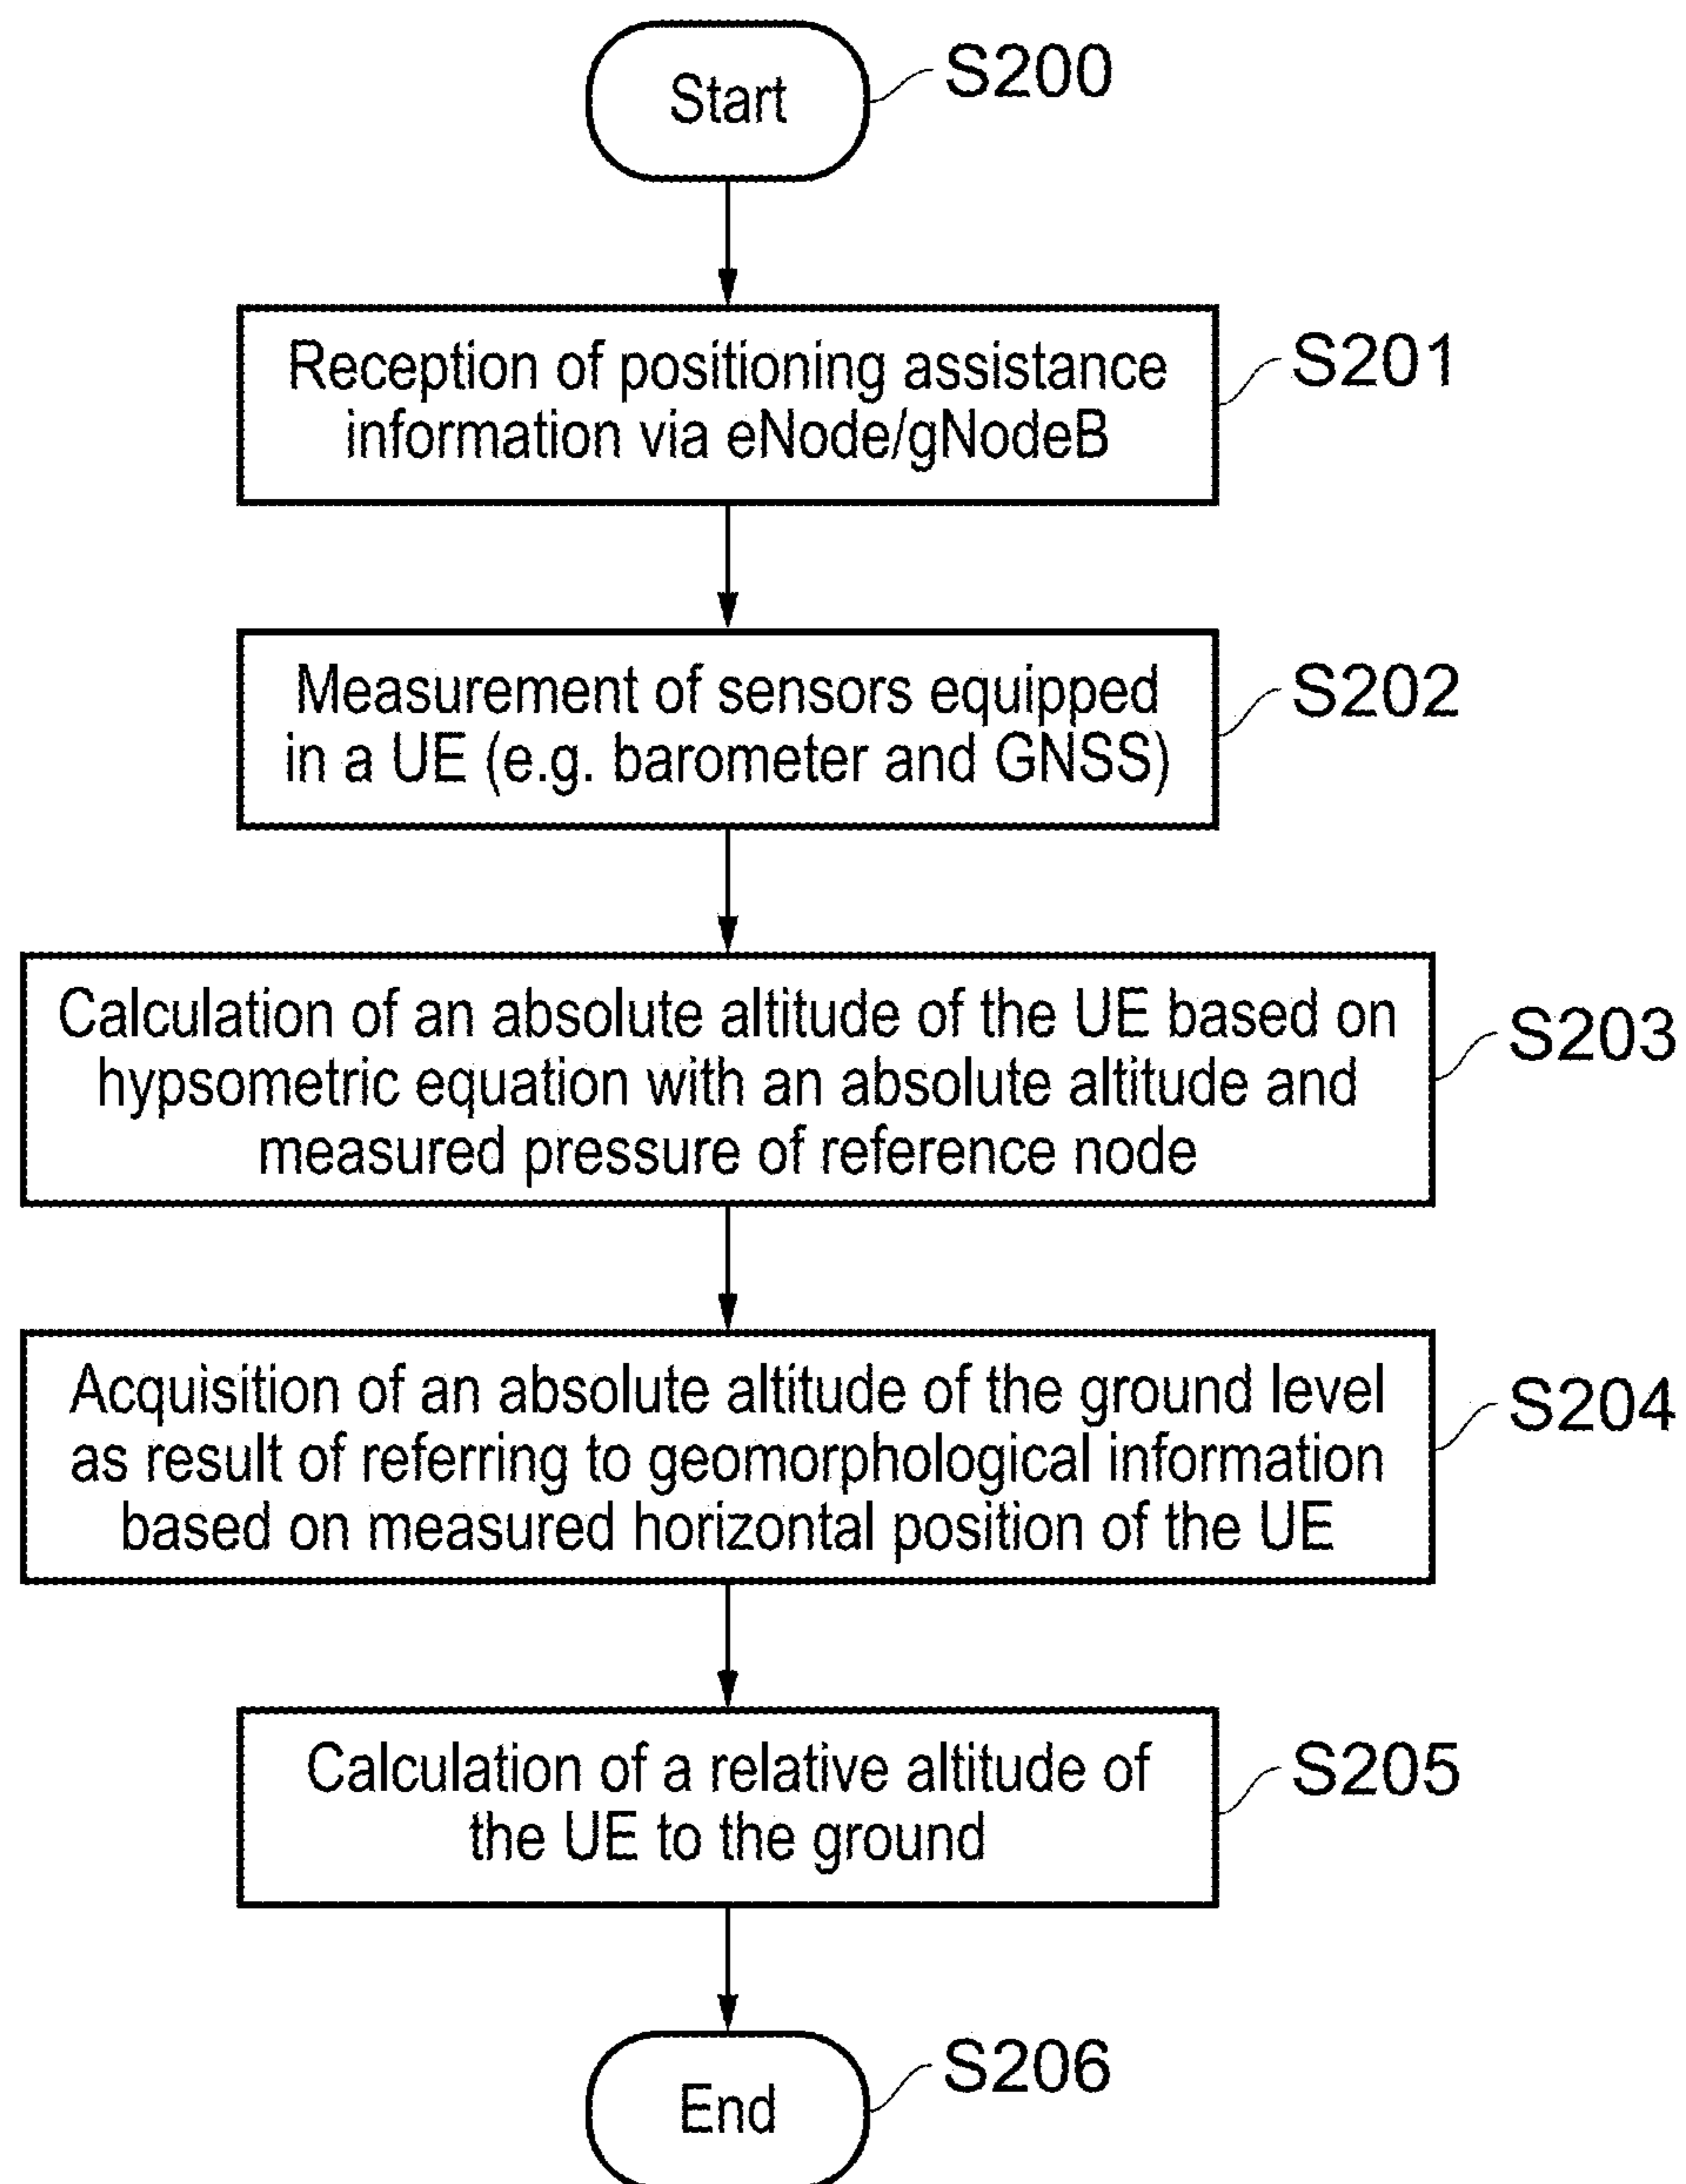 Start
S200
Reception of positioning assistance
information via eNode/gNodeB
S201
Measurement of sensors equipped
in a UE (e.g. barometer and GNSS)
S202
Calculation of an absolute altitude of the UE based on
hypsometric equation with an absolute altitude and
measured pressure of reference node
S203
Acquisition of an absolute altitude of the ground level
as result of referring to geomorphological information
based on measured horizontal position of the UE
S204
Calculation of a relative altitude of
the UE to the ground
S205
End
S206